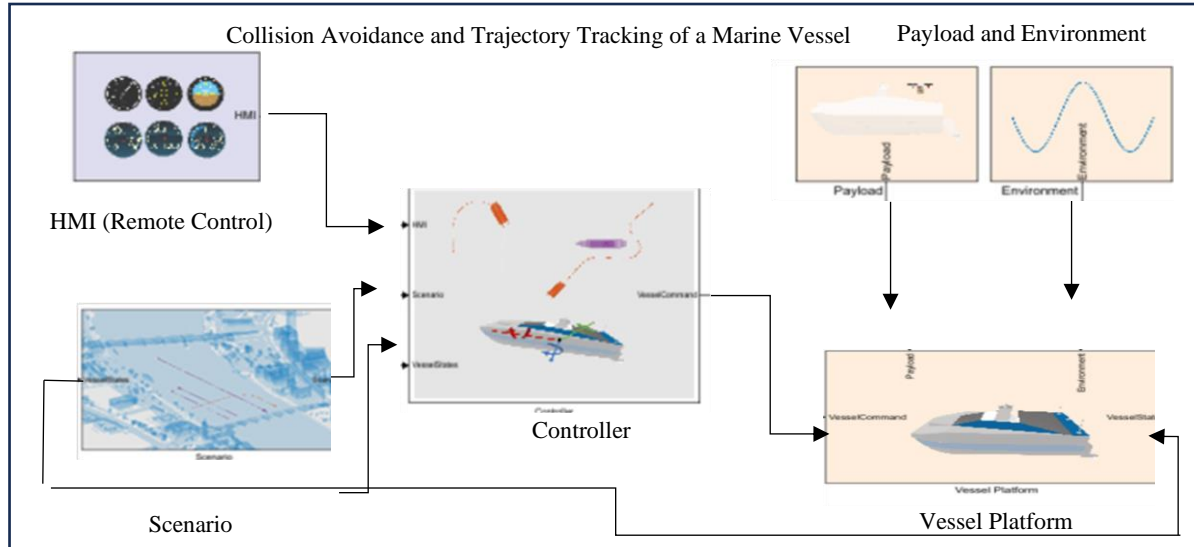 Collision Avoidance and Trajectory Tracking of a Marine Vessel
Payload and Environment
HMI
HMI (Remote Control)
Payload
Payload
Environment
Environment
HMI
Scenario
VesselStates
VesselCommand
Controller
Controller
VesselStates
Scenario
Scenario
Payload
Environment
VesselCommand
VesselStat
Vessel Platform
Vessel Platform